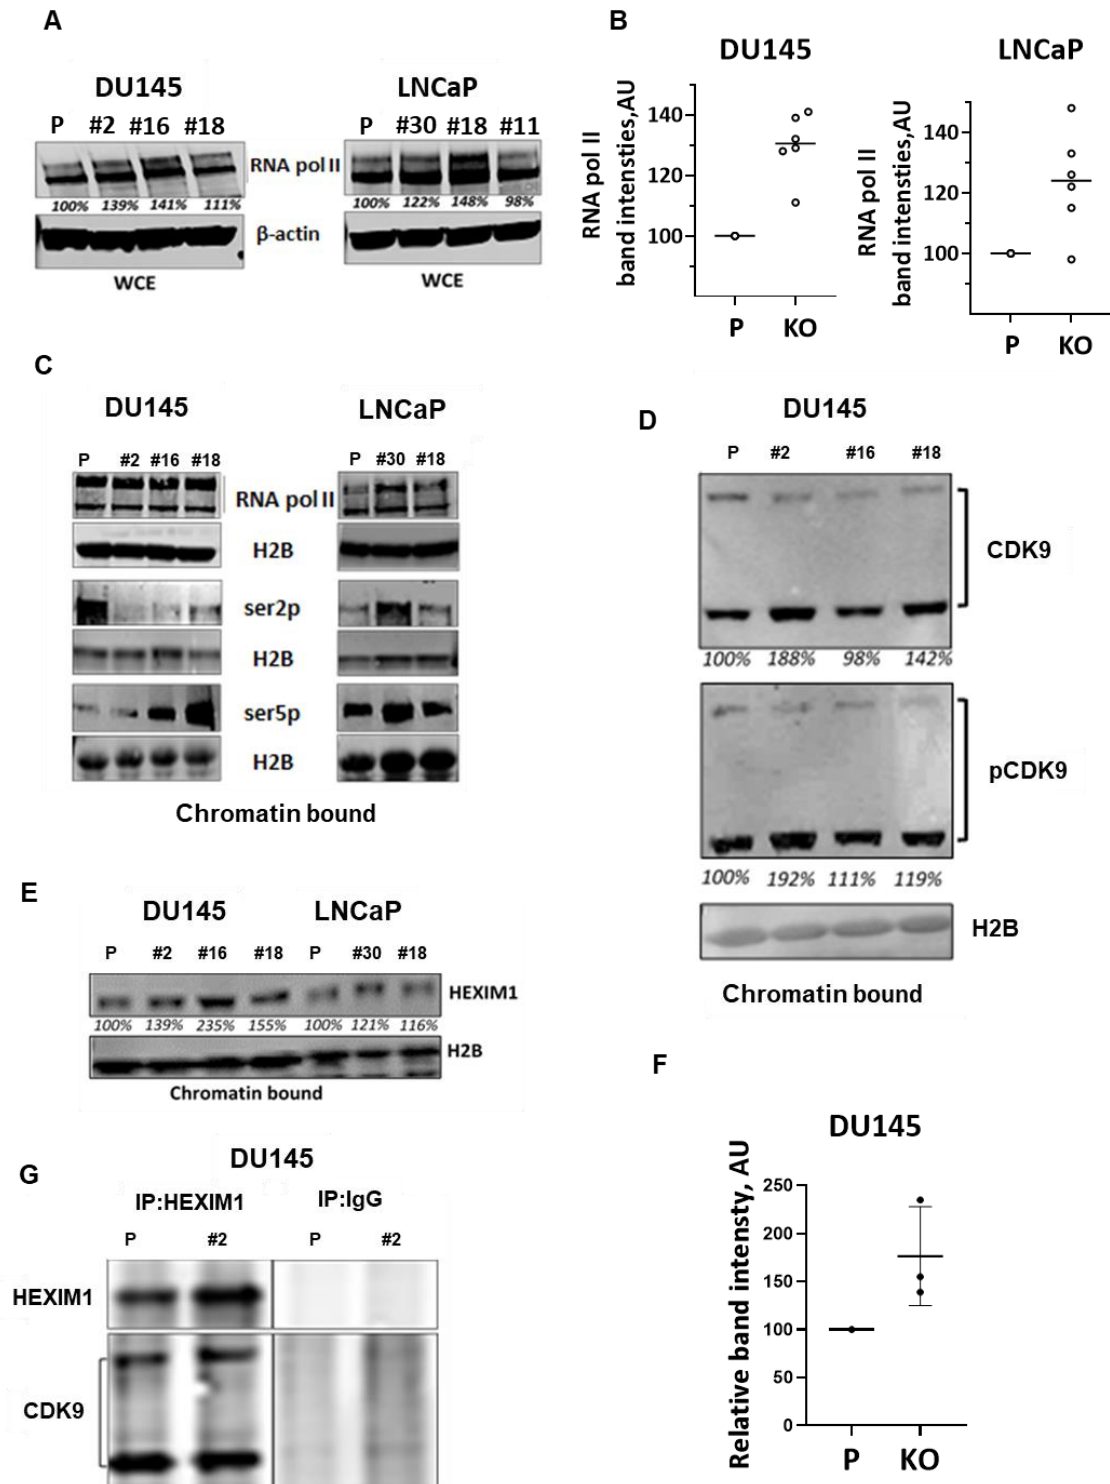 A
DU145
LNCaP
P #2 #16 #18
P #30 #18 #11
RNA pol II
100% 139% 141% 111%
100% 122% 148% 98%
β-actin
WCE
WCE
B
DU145
LNCaP
RNA pol II
band intensties,AU
140
120
100
P KO
RNA pol II
band intensties,AU
140
120
100
P KO
C
DU145
LNCaP
P #2 #16 #18
P #30 #18
RNA pol II
H2B
ser2p
H2B
ser5p
H2B
Chromatin bound
D
DU145
P #2 #16 #18
CDK9
100% 188% 98% 142%
pCDK9
100% 192% 111% 119%
H2B
Chromatin bound
E
DU145
LNCaP
P #2 #16 #18 P #30 #18
HEXIM1
100% 139% 235% 155% 100% 121% 116%
H2B
Chromatin bound
F
DU145
Relative band intensty, AU
250
200
150
100
50
0
P KO
G
DU145
IP:HEXIM1
IP:IgG
P #2 P #2
HEXIM1
CDK9